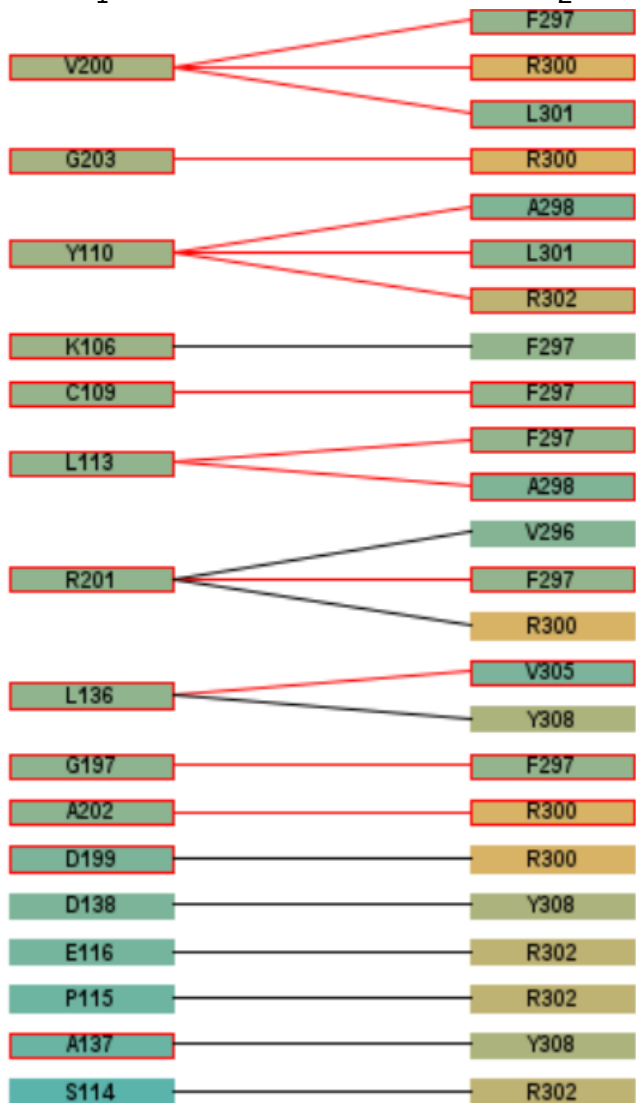 1 2
F297
V200 R300
L301
G203 R300
A298
Y110 L301
R302
K106 F297
C109 F297
F297
L113
A298
V296
R201 F297
R300
V305
L136
Y308
G197 F297
A202 R300
D199 R300
D138 Y308
E116 R302
P115 R302
A137 Y308
S114 R302